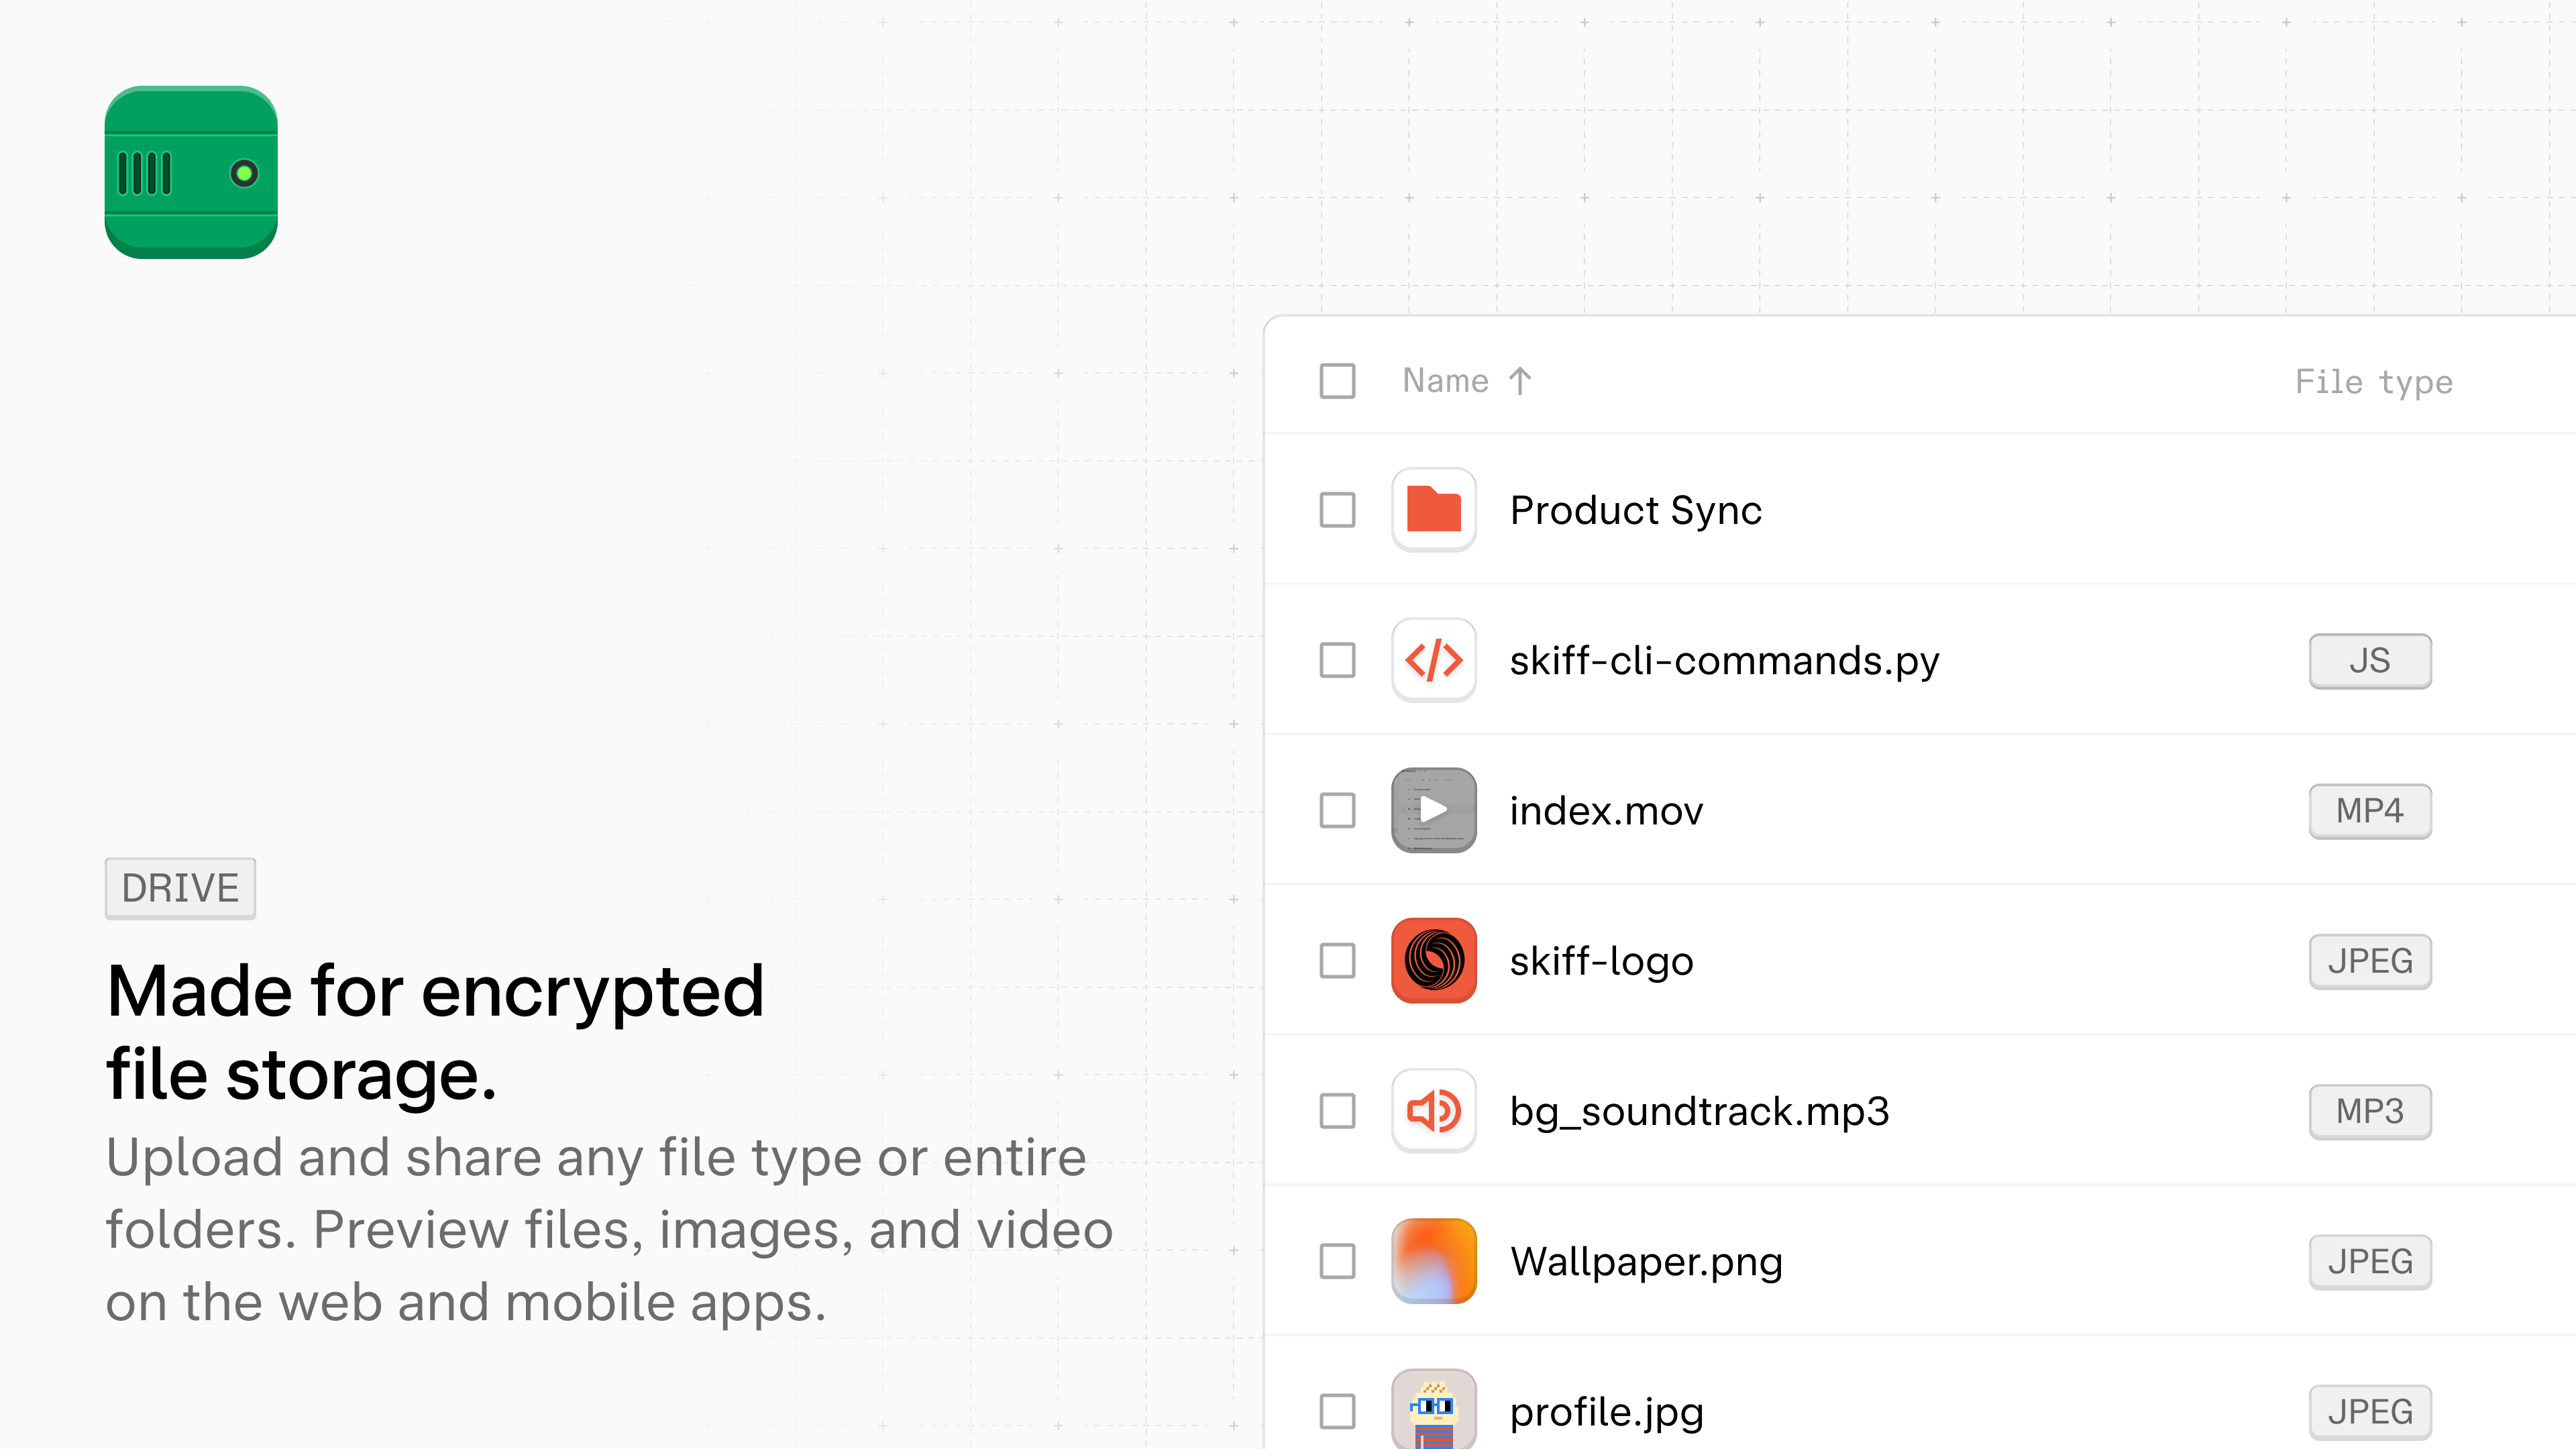 DRIVE
Made for encrypted
file storage.
Upload and share any file type or entire
folders. Preview files, images, and video
on the web and mobile apps.
Name ↑ File type
Product Sync
skiff-cli-commands.py JS
index.mov MP4
skiff-logo JPEG
bg_soundtrack.mp3 MP3
Wallpaper.png JPEG
profile.jpg JPEG